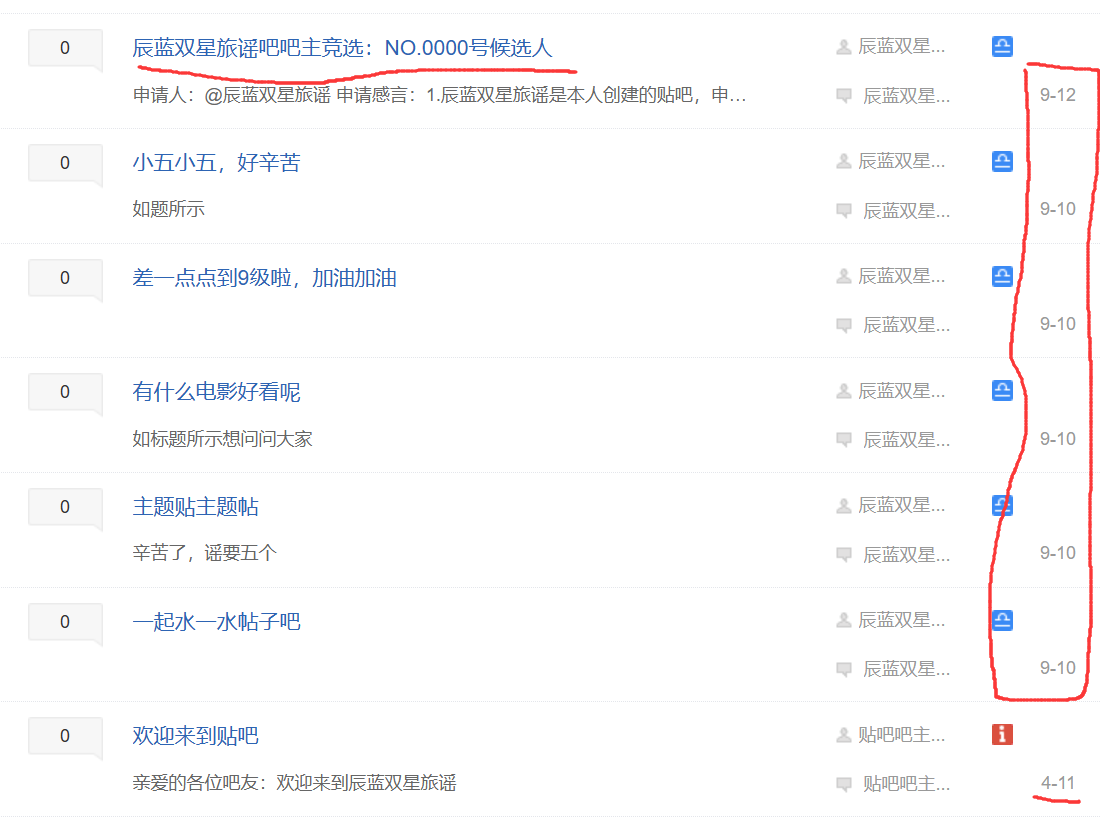 0 辰蓝双星旅谣吧吧主竞选：NO.0000号候选人 辰蓝双星...
申请人：@辰蓝双星旅谣 申请感言：1.辰蓝双星旅谣是本人创建的贴吧，申... 辰蓝双星... 9-12
0 小五小五，好辛苦 辰蓝双星...
如题所示 辰蓝双星... 9-10
0 差一点点到9级啦，加油加油 辰蓝双星...
辰蓝双星... 9-10
0 有什么电影好看呢 辰蓝双星...
如标题所示想问问大家 辰蓝双星... 9-10
0 主题贴主题帖 辰蓝双星...
辛苦了，谣要五个 辰蓝双星... 9-10
0 一起水一水帖子吧 辰蓝双星...
辰蓝双星... 9-10
0 欢迎来到贴吧 贴吧吧主...
亲爱的各位吧友：欢迎来到辰蓝双星旅谣 贴吧吧主... 4-11